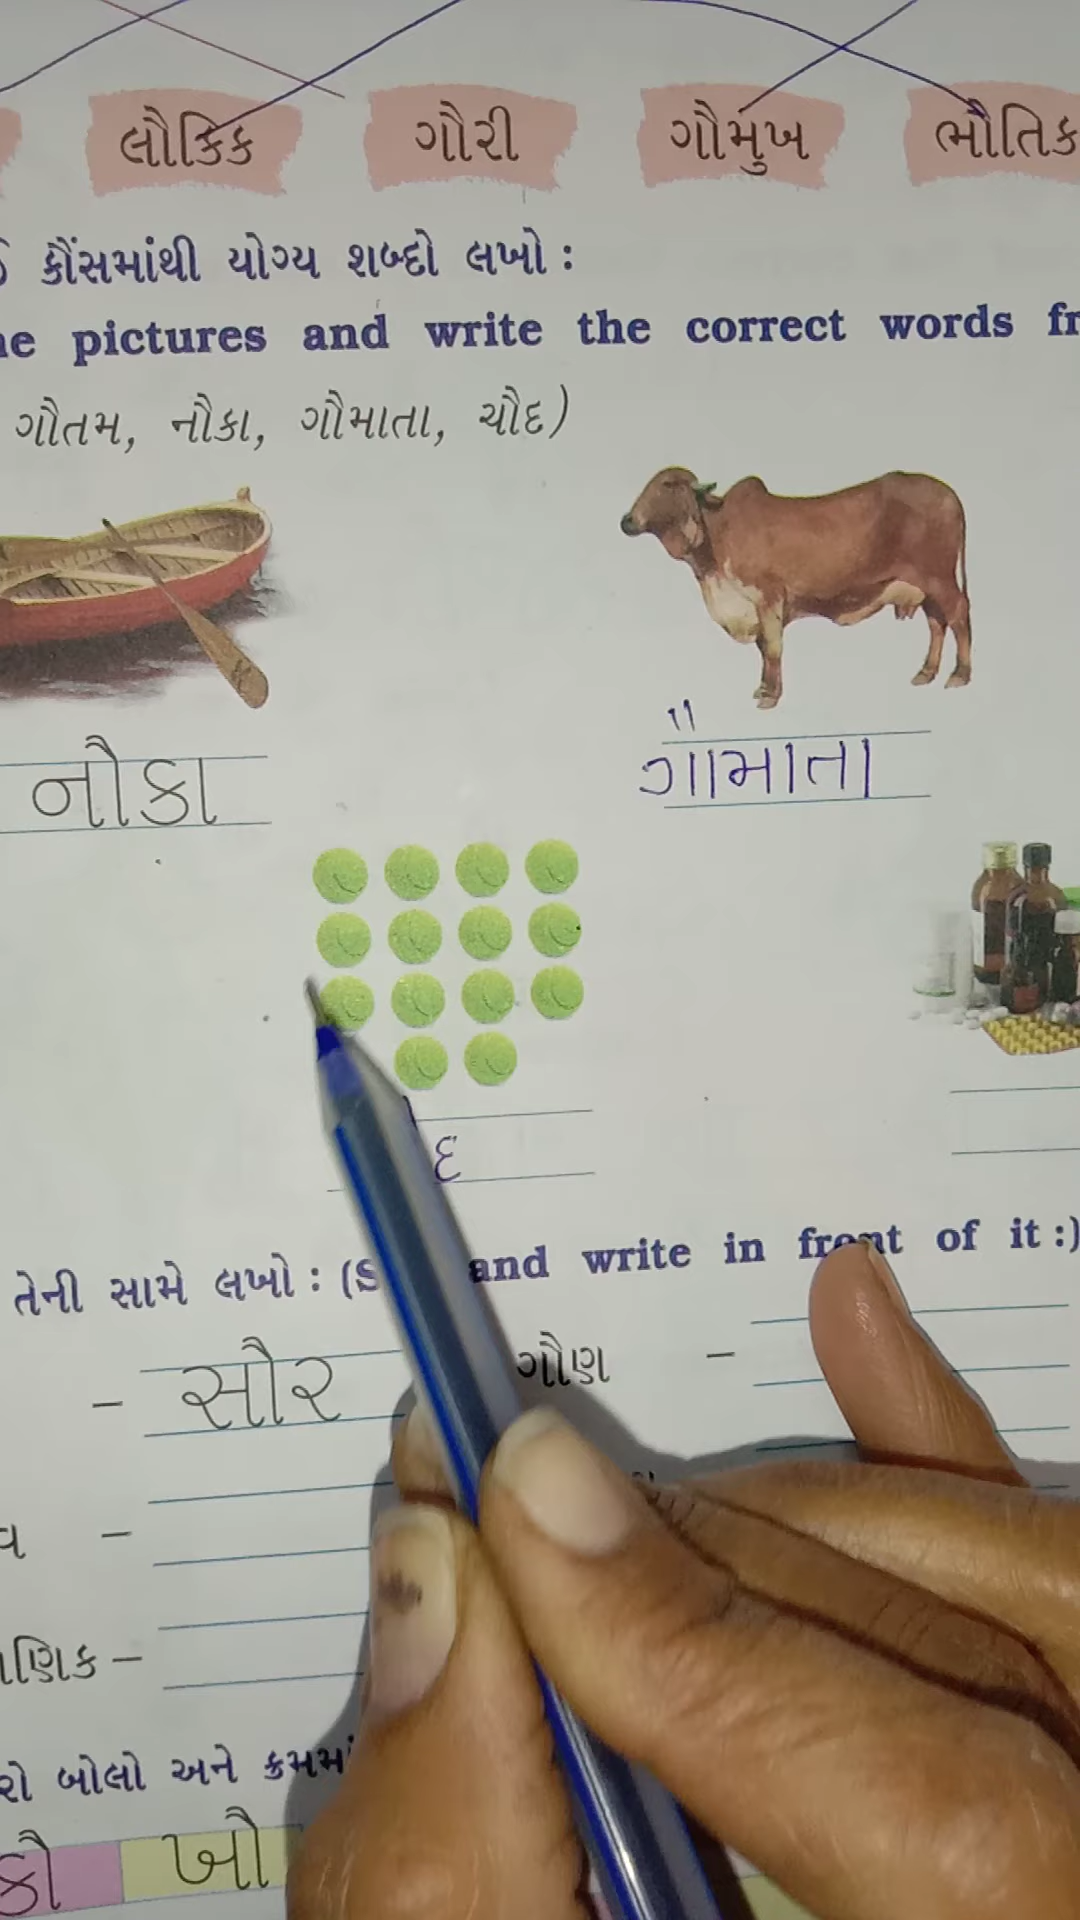 લૌકિક ગૌરી ગૌમુખ ભૌતિક
કૌંસમાંથી યોગ્ય શબ્દો લખો :
pictures and write the correct words
ગૌતમ, નૌકા, ગૌમાતા, ચૌદ)
નૌકા ગૌમાતા
દ
તેની સામે લખો : and write in front of it :)
- સૌર ગૌણ -
-
-
બોલો અને
કૌ ખૌ